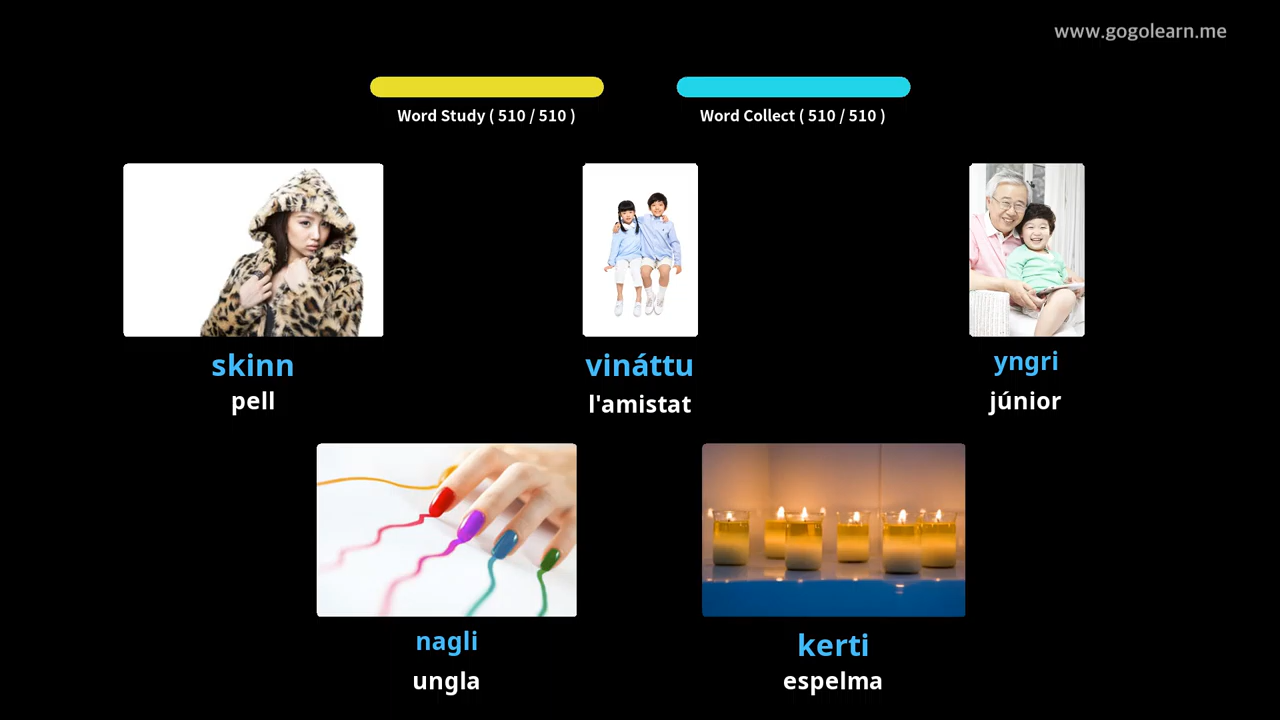 www.gogolearn.me
Word Study ( 510 / 510 )
Word Collect ( 510 / 510 )
skinn
pell
vináttu
l'amistat
yngri
júnior
nagli
ungla
kerti
espelma